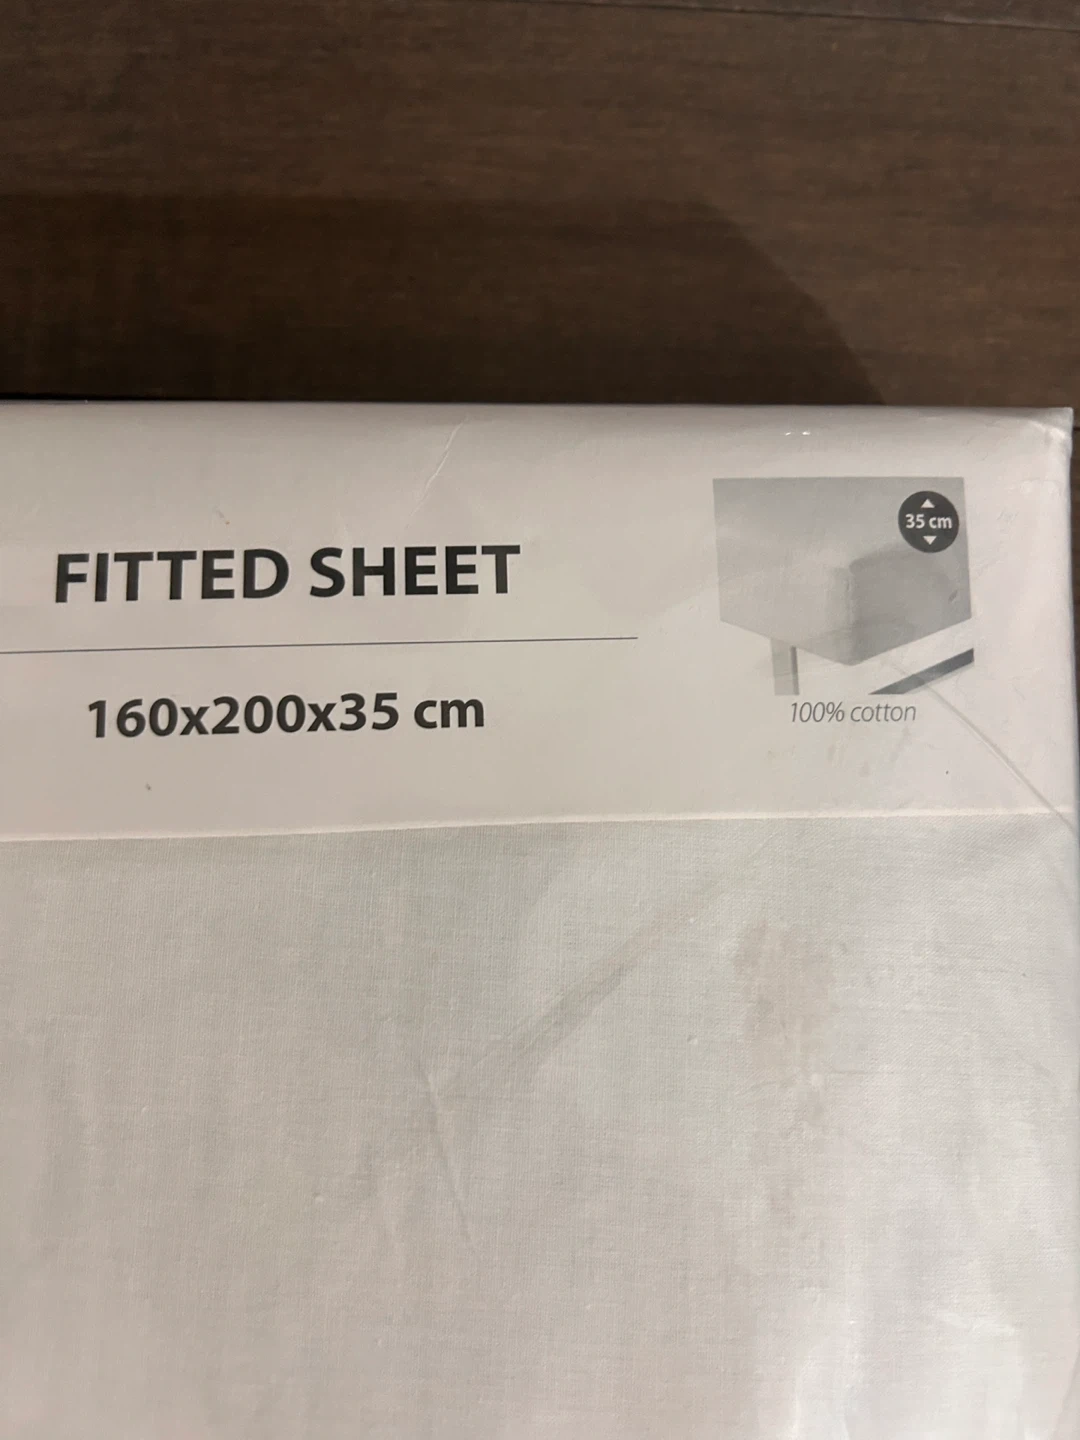 FITTED SHEET
160x200x35 cm
35 cm
100% cotton